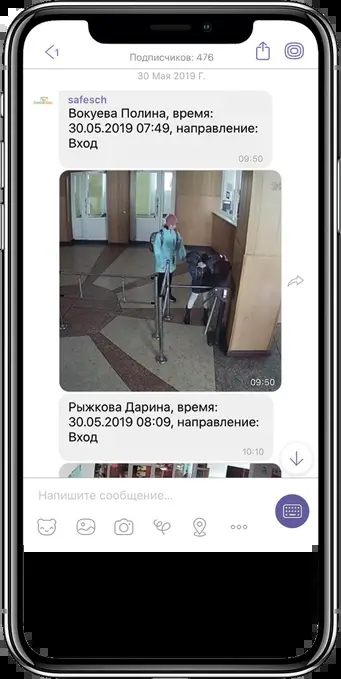 1
Подписчиков: 476
30 Мая 2019 Г.
safesch
Вокуева Полина, время:
30.05.2019 07:49, направление:
Вход
09:50
09:50
Рыжкова Дарина, время:
30.05.2019 08:09, направление:
Вход
10:10
Напишите сообщение...